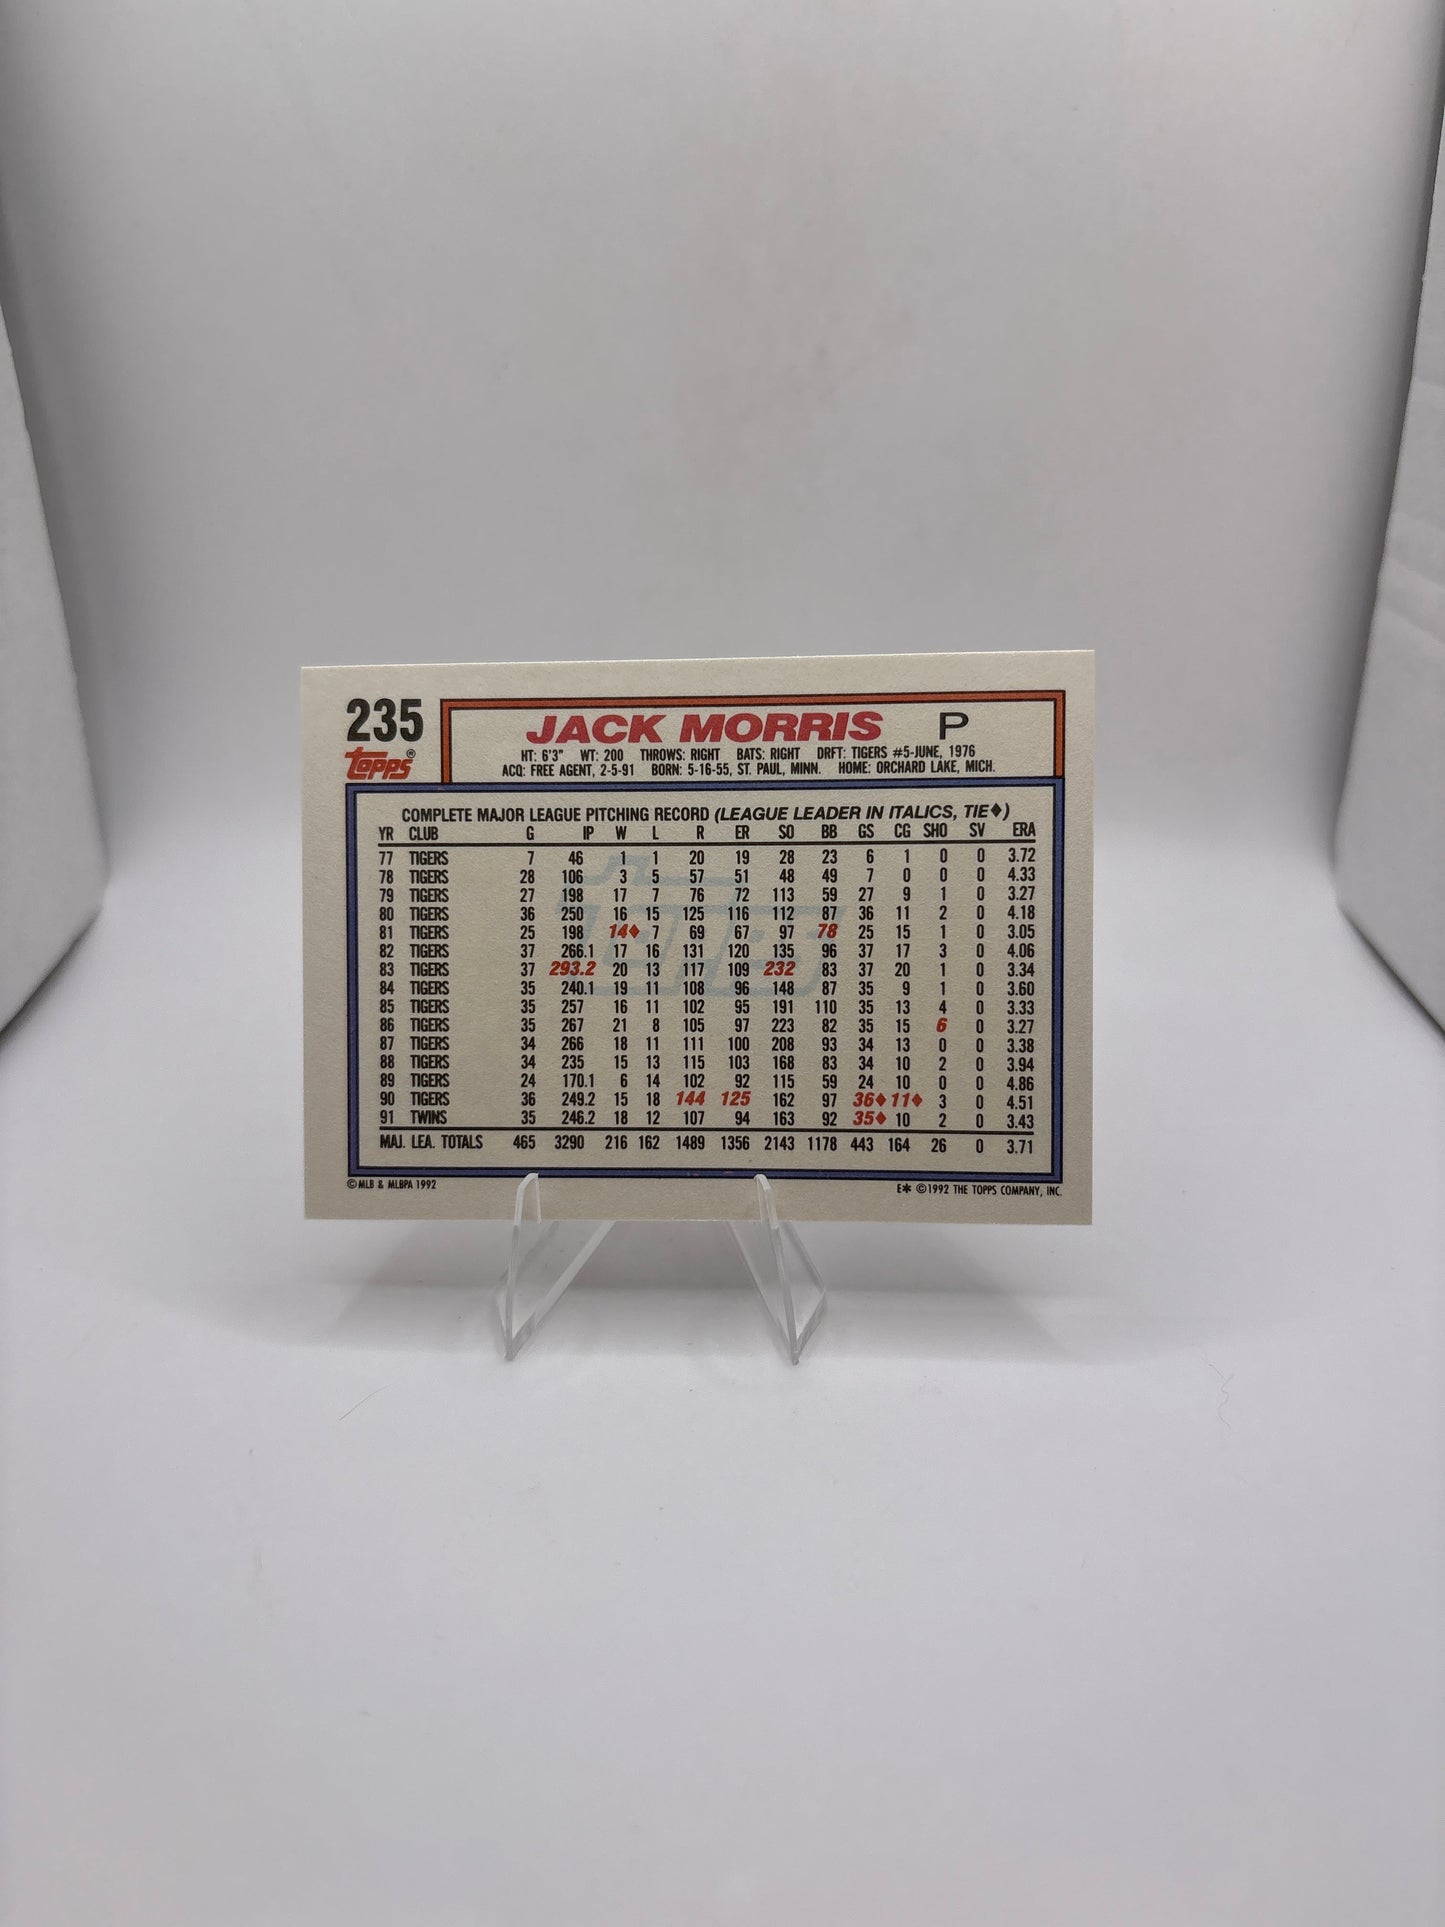 235 JACK MORRIS P
Topps®
HT: 6'3" WT: 200 THROWS: RIGHT BATS: RIGHT DRFT: TIGERS #5-JUNE, 1976
ACQ: FREE AGENT, 2-5-91 BORN: 5-16-55, ST. PAUL, MINN. HOME: ORCHARD LAKE, MICH.
COMPLETE MAJOR LEAGUE PITCHING RECORD (LEAGUE LEADER IN ITALICS, TIE♦)
YR CLUB G IP W L R ER SO BB GS CG SHO SV ERA
77 TIGERS 7 46 1 1 20 19 28 23 6 1 0 0 3.72
78 TIGERS 28 106 3 5 57 51 48 49 7 0 0 0 4.33
79 TIGERS 27 198 17 7 76 72 113 59 27 9 1 0 3.27
80 TIGERS 36 250 16 15 125 116 112 87 36 11 2 0 4.18
81 TIGERS 25 198 14♦ 7 69 67 97 78 25 15 1 0 3.05
82 TIGERS 37 266.1 17 16 131 120 135 96 37 17 3 0 4.06
83 TIGERS 37 293.2 20 13 117 109 232 83 37 20 1 0 3.34
84 TIGERS 35 240.1 19 11 108 96 148 87 35 9 1 0 3.60
85 TIGERS 35 257 16 11 102 95 191 110 35 13 4 0 3.33
86 TIGERS 35 267 21 8 105 97 223 82 35 15 6 0 3.27
87 TIGERS 34 266 18 11 111 100 208 93 34 13 0 0 3.38
88 TIGERS 34 235 15 13 115 103 168 83 34 10 2 0 3.94
89 TIGERS 24 170.1 6 14 102 92 115 59 24 10 0 0 4.86
90 TIGERS 36 249.2 15 18 144 125 162 97 36♦ 11♦ 3 0 4.51
91 TWINS 35 246.2 18 12 107 94 163 92 35♦ 10 2 0 3.43
MAJ. LEA. TOTALS 465 3290 216 162 1489 1356 2143 1178 443 164 26 0 3.71
©MLB & MLBPA 1992 E* ©1992 THE TOPPS COMPANY, INC.